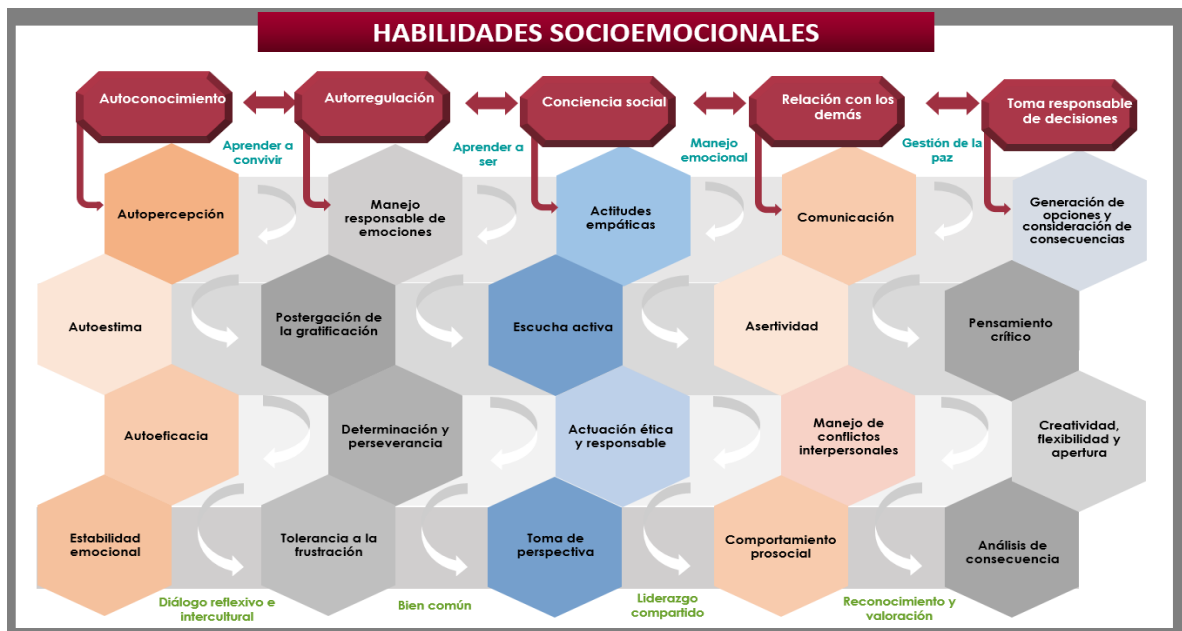 HABILIDADES SOCIOEMOCIONALES
Autoconocimiento
Autorregulación
Conciencia social
Relación con los
demás
Toma responsable
de decisiones
Aprender a
convivir
Aprender a
ser
Manejo
emocional
Gestión de la
paz
Autopercepción
Manejo
responsable de
emociones
Actitudes
empáticas
Comunicación
Generación de
opciones y
consideración de
consecuencias
Autoestima
Postergación de
la gratificación
Escucha activa
Asertividad
Pensamiento
crítico
Autoeficacia
Determinación y
perseverancia
Actuación ética
y responsable
Manejo de
conflictos
interpersonales
Creatividad,
flexibilidad y
apertura
Estabilidad
emocional
Tolerancia a la
frustración
Toma de
perspectiva
Comportamiento
prosocial
Análisis de
consecuencia
Diálogo reflexivo e
intercultural
Bien común
Liderazgo
compartido
Reconocimiento y
valoración